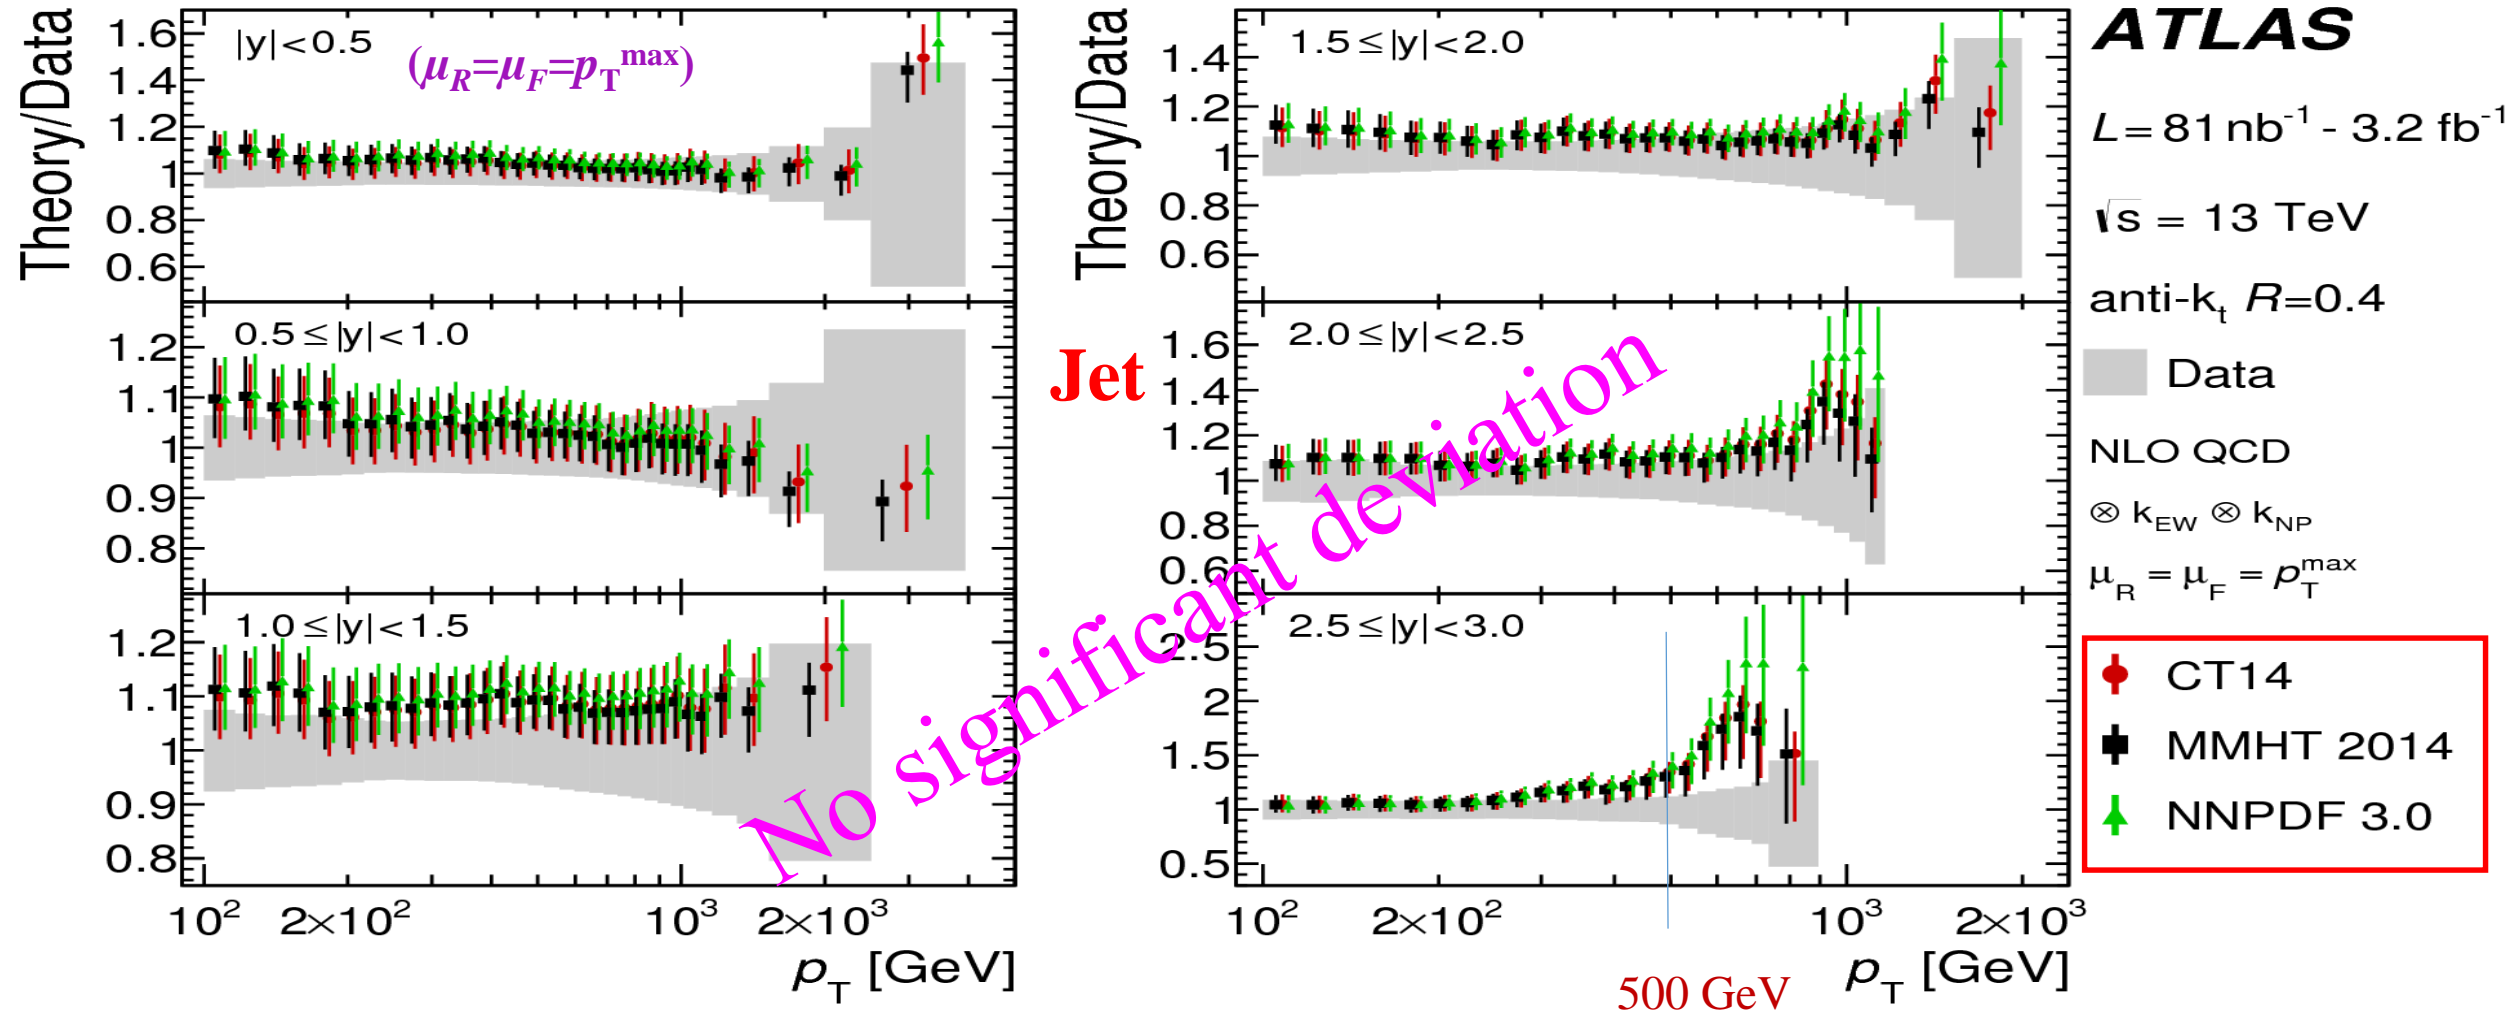 Theory/Data
1.6
1.4
1.2
1
0.8
0.6
|y|<0.5
(μR=μF=pTmax)
1.2
1.1
1
0.9
0.8
0.5≤|y|<1.0
1.2
1.1
1
0.9
0.8
1.0≤|y|<1.5
10² 2×10² 10³ 2×10³
pT [GeV]
Jet
No significant deviation
Theory/Data
1.4
1.2
1
0.8
0.6
1.5≤|y|<2.0
1.6
1.4
1.2
1
0.8
0.6
2.0≤|y|<2.5
2.5
2
1.5
1
0.5
2.5≤|y|<3.0
10² 2×10² 10³ 2×10³
500 GeV
pT [GeV]
ATLAS
L= 81 nb⁻¹ - 3.2 fb⁻¹
√s = 13 TeV
anti-kt R=0.4
Data
NLO QCD
⊗ kEW ⊗ kNP
μR = μF = pTmax
CT14
MMHT 2014
NNPDF 3.0